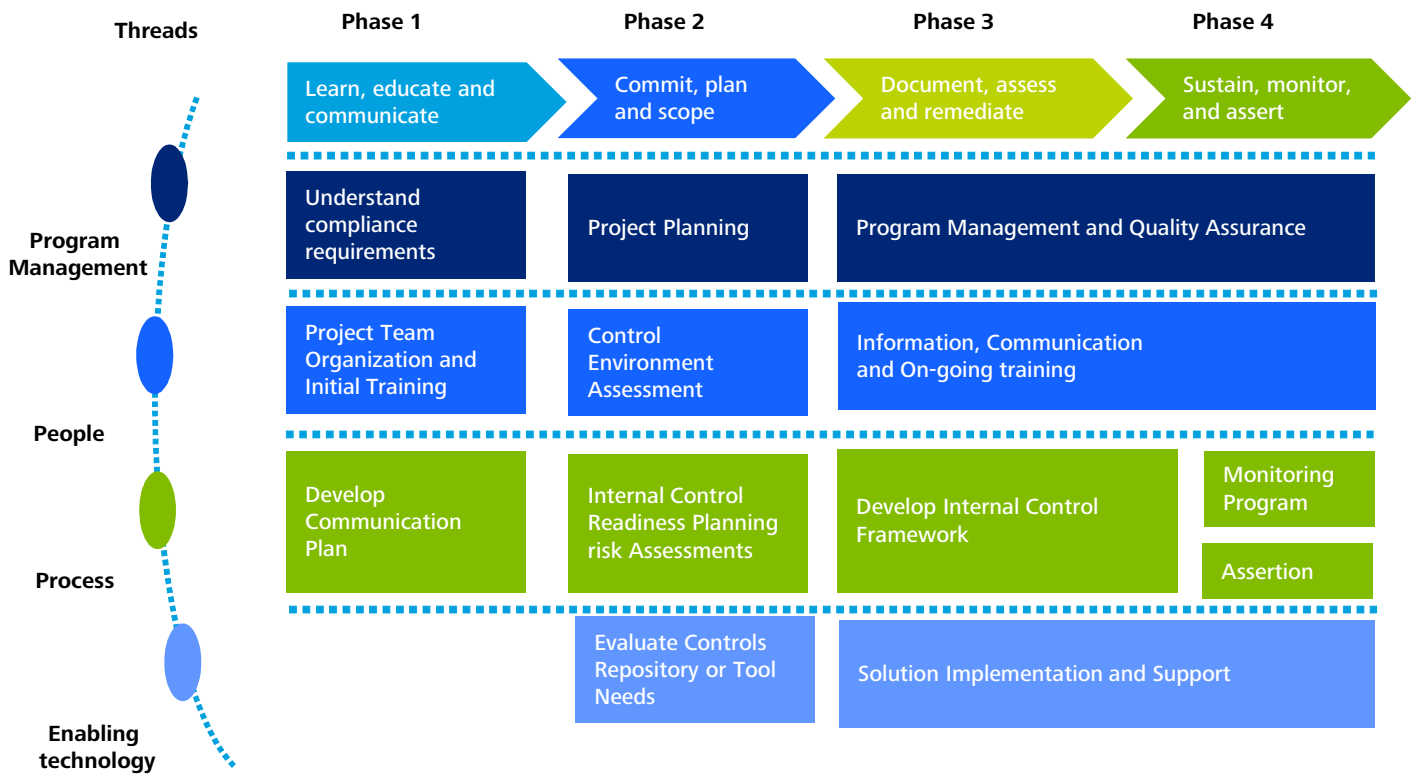 Threads
Phase 1
Phase 2
Phase 3
Phase 4
Learn, educate and
communicate
Commit, plan
and scope
Document, assess
and remediate
Sustain, monitor,
and assert
Program
Management
Understand
compliance
requirements
Project Planning
Program Management and Quality Assurance
People
Project Team
Organization and
Initial Training
Control
Environment
Assessment
Information, Communication
and On-going training
Process
Develop
Communication
Plan
Internal Control
Readiness Planning
risk Assessments
Develop Internal Control
Framework
Monitoring
Program
Assertion
Enabling
technology
Evaluate Controls
Repository or Tool
Needs
Solution Implementation and Support